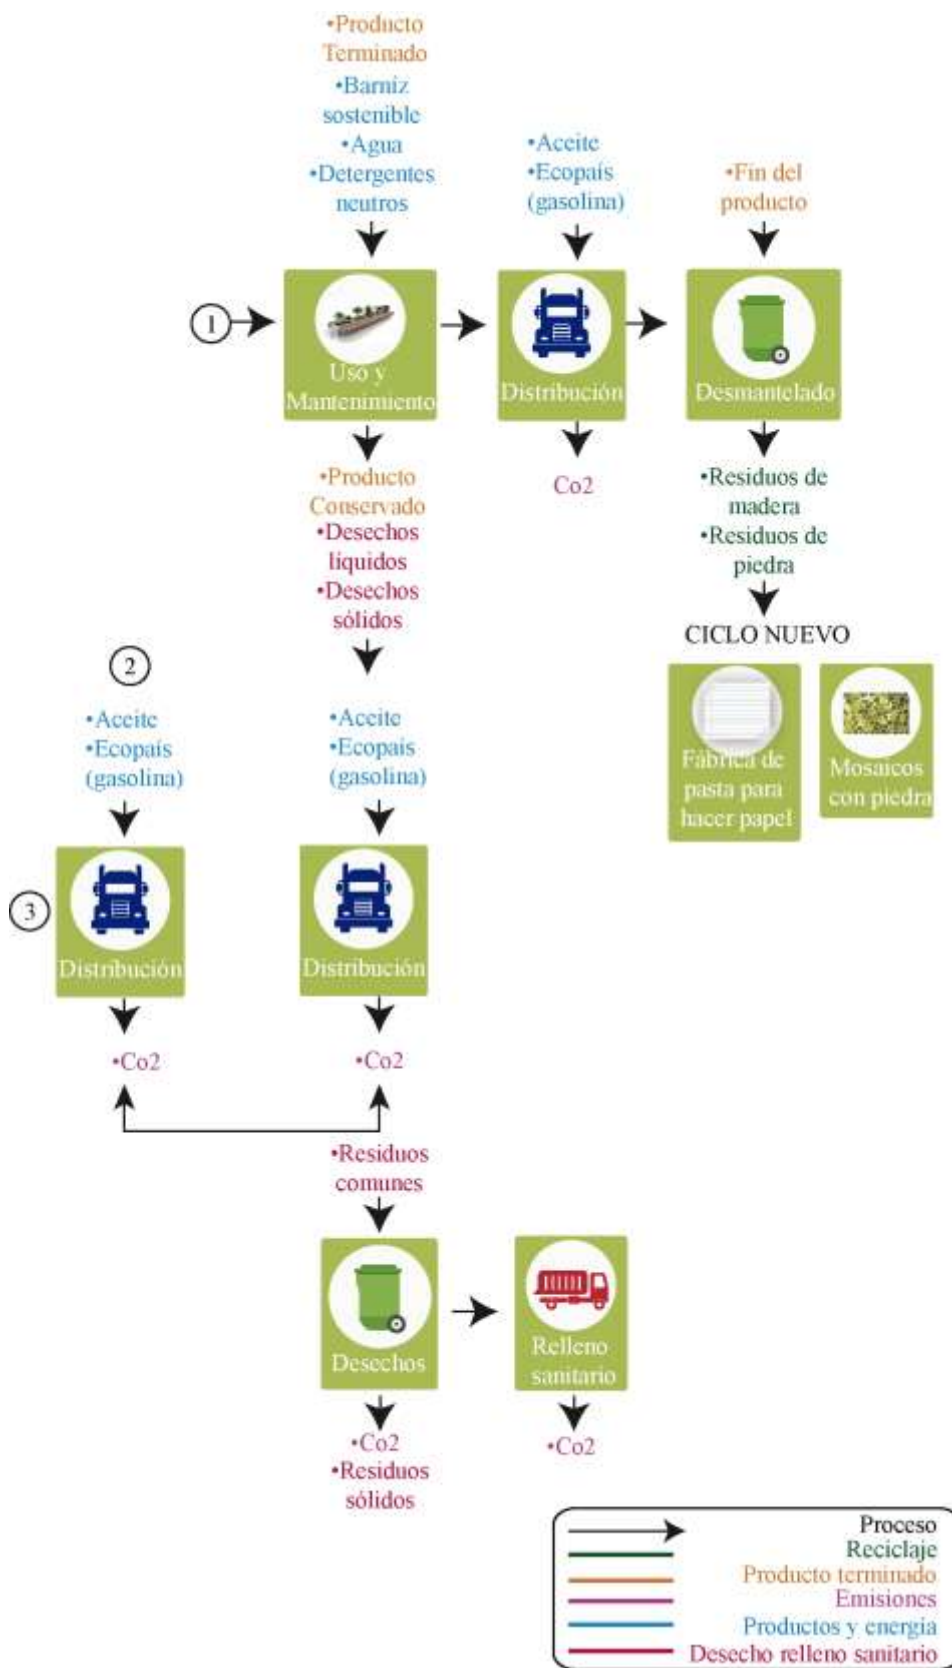 •Producto
Terminado
•Barniz
sostenible
•Agua
•Detergentes
neutros
•Aceite
•Ecopaís
(gasolina)
•Fin del
producto
1
Uso y
Mantenimiento
Distribución
Desmantelado
•Producto
Conservado
•Desechos
líquidos
•Desechos
sólidos
Co2
•Residuos de
madera
•Residuos de
piedra
CICLO NUEVO
Fábrica de
pasta para
hacer papel
Mosaicos
con piedra
2
•Aceite
•Ecopaís
(gasolina)
•Aceite
•Ecopaís
(gasolina)
3
Distribución
Distribución
•Co2
•Co2
•Residuos
comunes
Desechos
Relleno
sanitario
•Co2
•Residuos
sólidos
•Co2
Proceso
Reciclaje
Producto terminado
Emisiones
Productos y energía
Desecho relleno sanitario